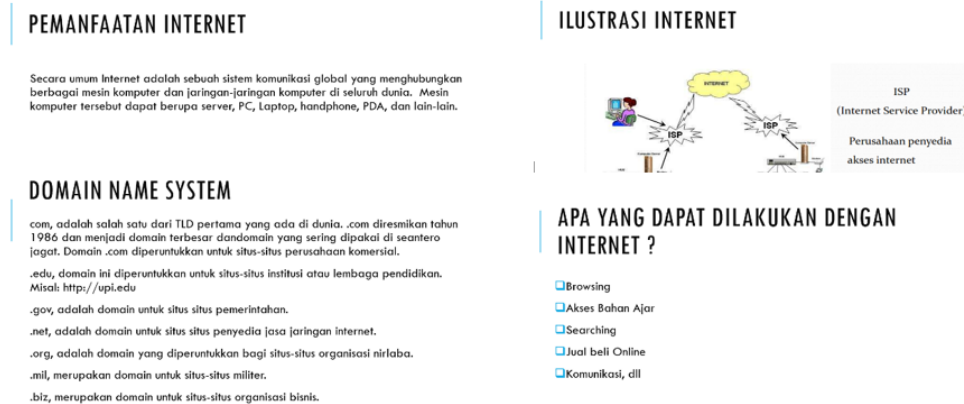 PEMANFAATAN INTERNET
Secara umum Internet adalah sebuah sistem komunikasi global yang menghubungkan
berbagai mesin komputer dan jaringan-jaringan komputer di seluruh dunia. Mesin
komputer tersebut dapat berupa server, PC, Laptop, handphone, PDA, dan lain-lain.
ILUSTRASI INTERNET
INTERNET
ISP
ISP
ISP
(Internet Service Provider)
Perusahaan penyedia
akses internet
DOMAIN NAME SYSTEM
com, adalah salah satu dari TLD pertama yang ada di dunia. .com diresmikan tahun
1986 dan menjadi domain terbesar dandomain yang sering dipakai di seantero
jagat. Domain .com diperuntukkan untuk situs-situs perusahaan komersial.
.edu, domain ini diperuntukkan untuk situs-situs institusi atau lembaga pendidikan.
Misal: http://upi.edu
.gov, adalah domain untuk situs situs pemerintahan.
.net, adalah domain untuk situs situs penyedia jasa jaringan internet.
.org, adalah domain yang diperuntukkan bagi situs-situs organisasi nirlaba.
.mil, merupakan domain untuk situs-situs militer.
.biz, merupakan domain untuk situs-situs organisasi bisnis.
APA YANG DAPAT DILAKUKAN DENGAN
INTERNET ?
Browsing
Akses Bahan Ajar
Searching
Jual beli Online
Komunikasi, dll